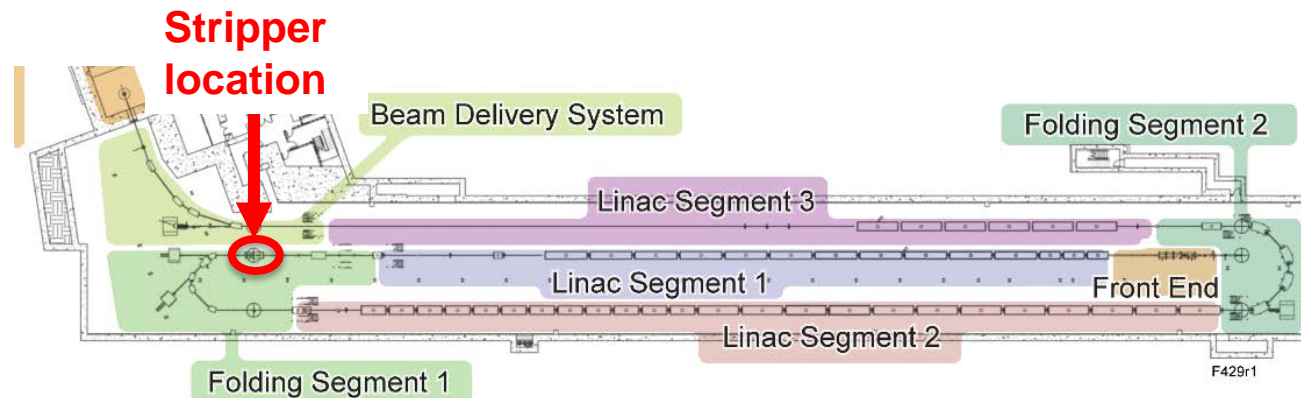 Stripper
location
Beam Delivery System
Folding Segment 2
Linac Segment 3
Linac Segment 1
Front End
Linac Segment 2
Folding Segment 1
F429r1